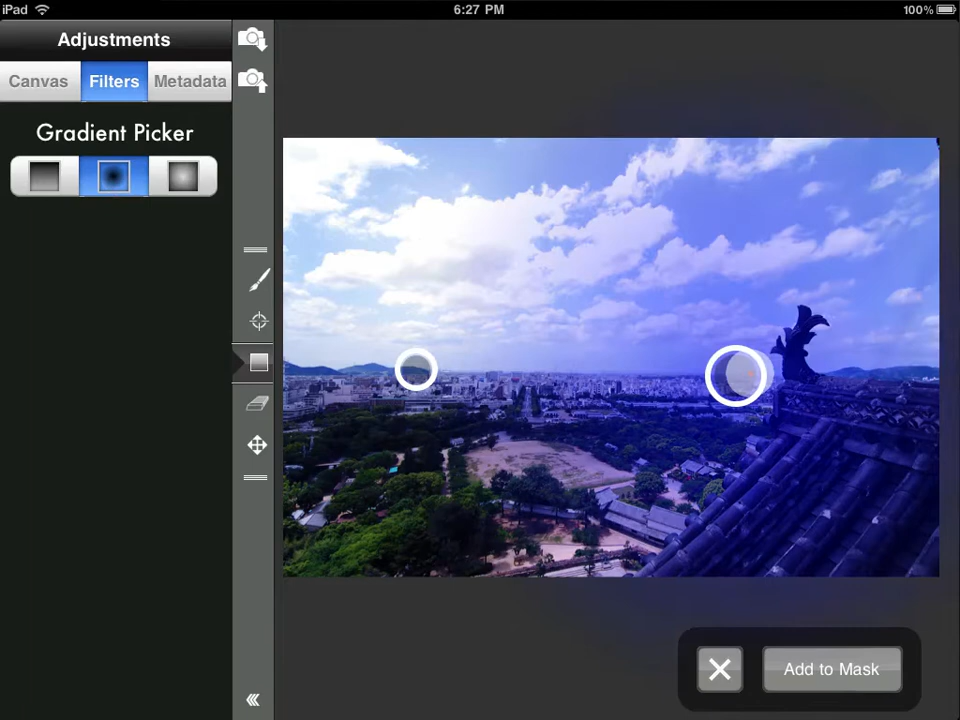 iPad 6:27 PM 100%
Adjustments
Canvas Filters Metadata
Gradient Picker
Add to Mask